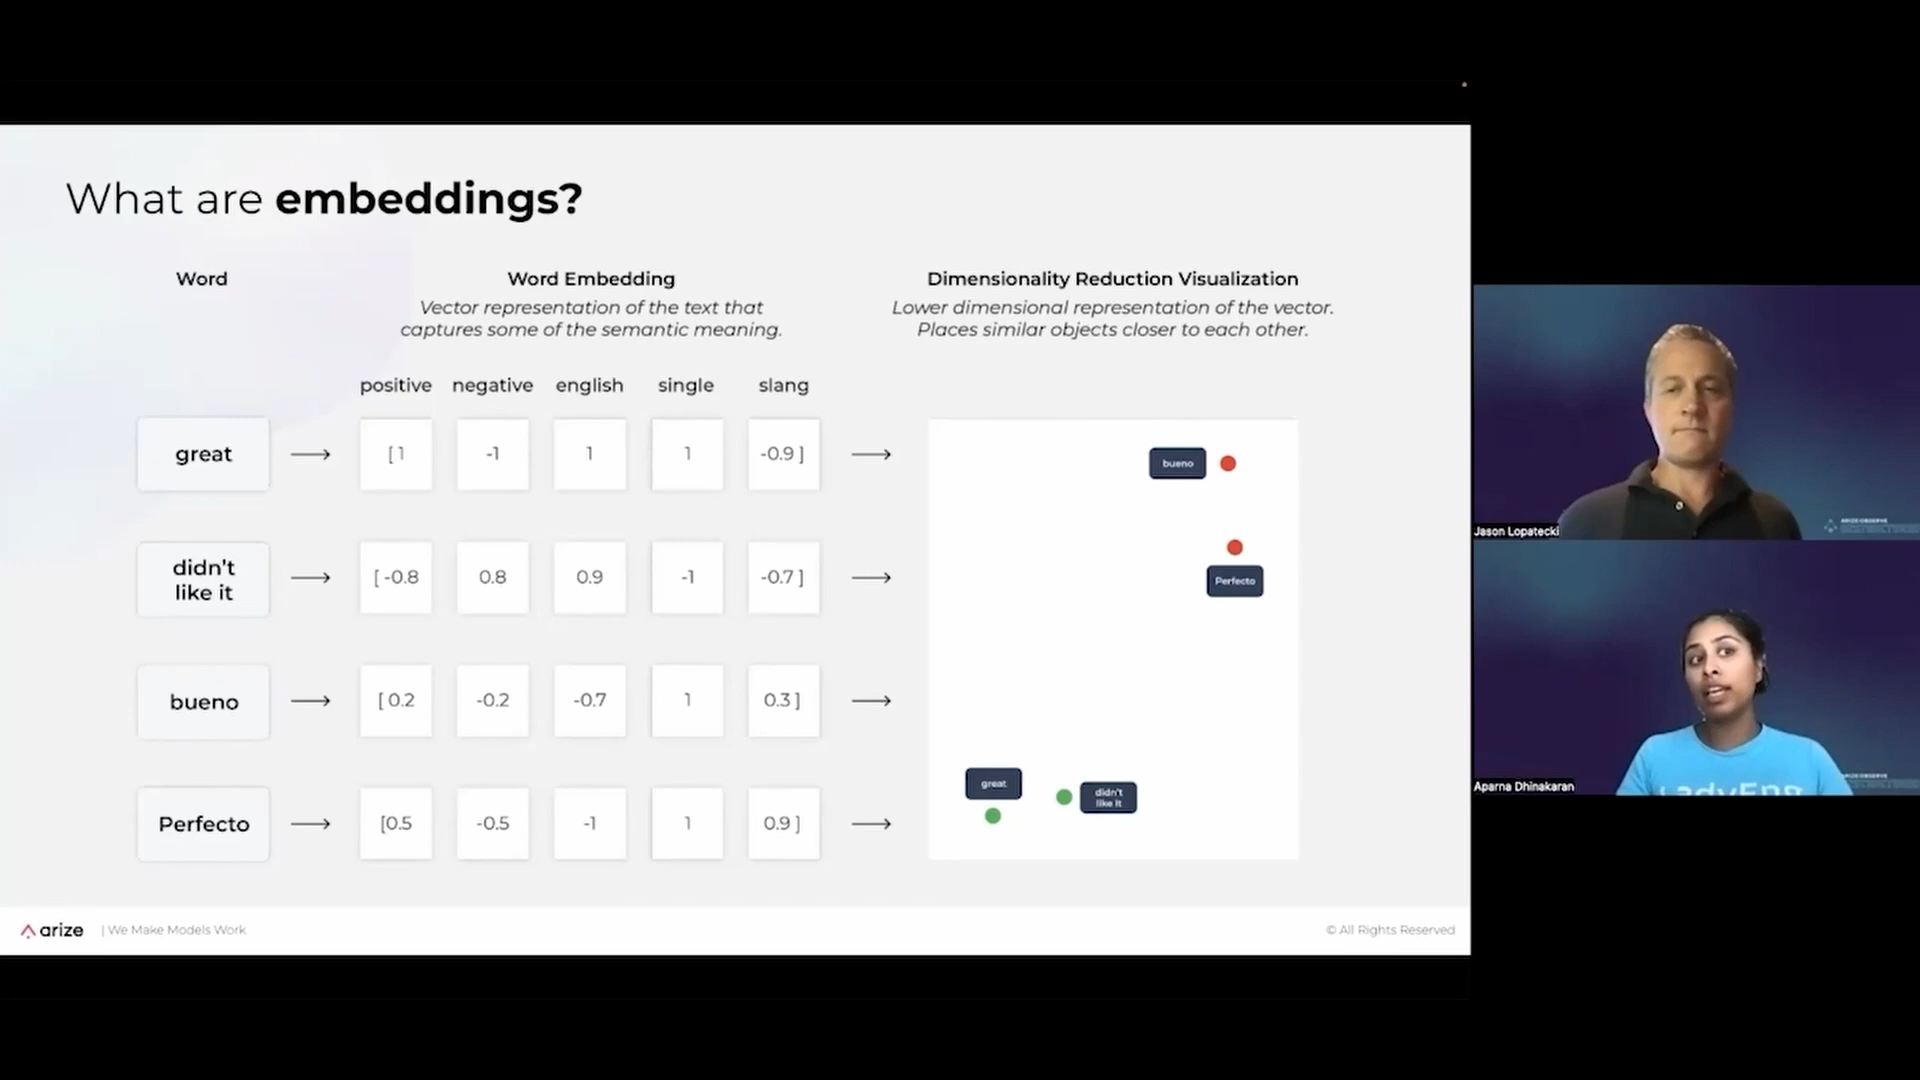 What are embeddings?
Word
Word Embedding
Dimensionality Reduction Visualization
Vector representation of the text that
captures some of the semantic meaning.
Lower dimensional representation of the vector.
Places similar objects closer to each other.
positive negative english single slang
great
[ 1 -1 1 1 -0.9 ]
didn't
like it
[ -0.8 0.8 0.9 -1 -0.7 ]
bueno
[ 0.2 -0.2 -0.7 1 0.3 ]
Perfecto
[0.5 -0.5 -1 1 0.9 ]
bueno
Perfecto
great
didn't
like it
arize | We Make Models Work
© All Rights Reserved
Jason Lopatecki
ARIZE:OBSERVE
Aparna Dhinakaran
LadyEng